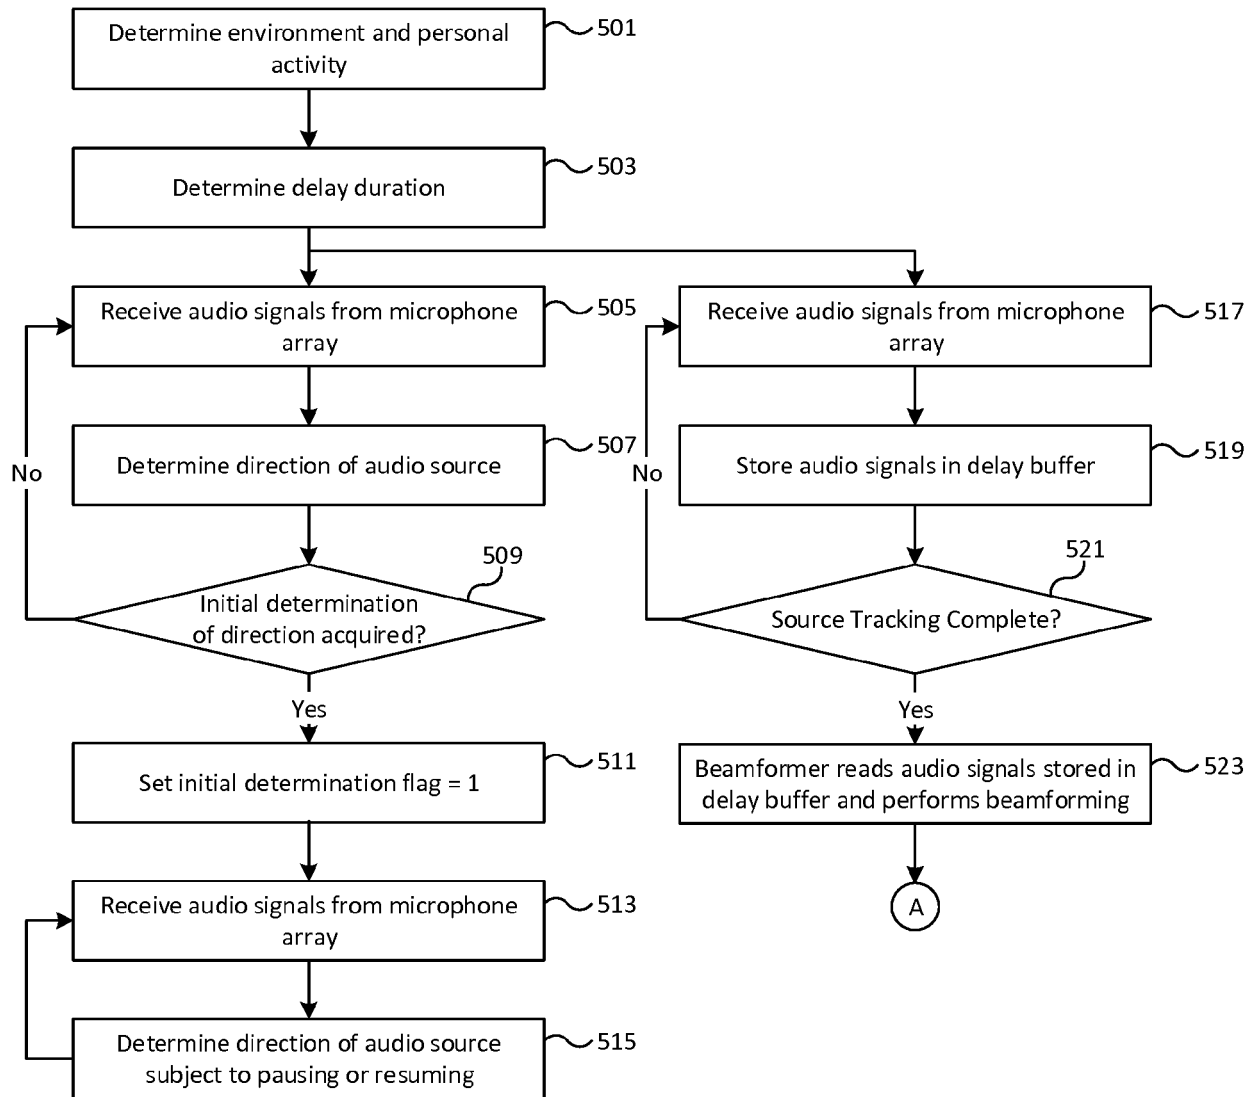 Determine environment and personal
activity
501
Determine delay duration
503
Receive audio signals from microphone
array
505
Determine direction of audio source
507
No
Initial determination
of direction acquired?
509
Yes
Set initial determination flag = 1
511
Receive audio signals from microphone
array
513
Determine direction of audio source
subject to pausing or resuming
515
Receive audio signals from microphone
array
517
Store audio signals in delay buffer
519
No
Source Tracking Complete?
521
Yes
Beamformer reads audio signals stored in
delay buffer and performs beamforming
523
A